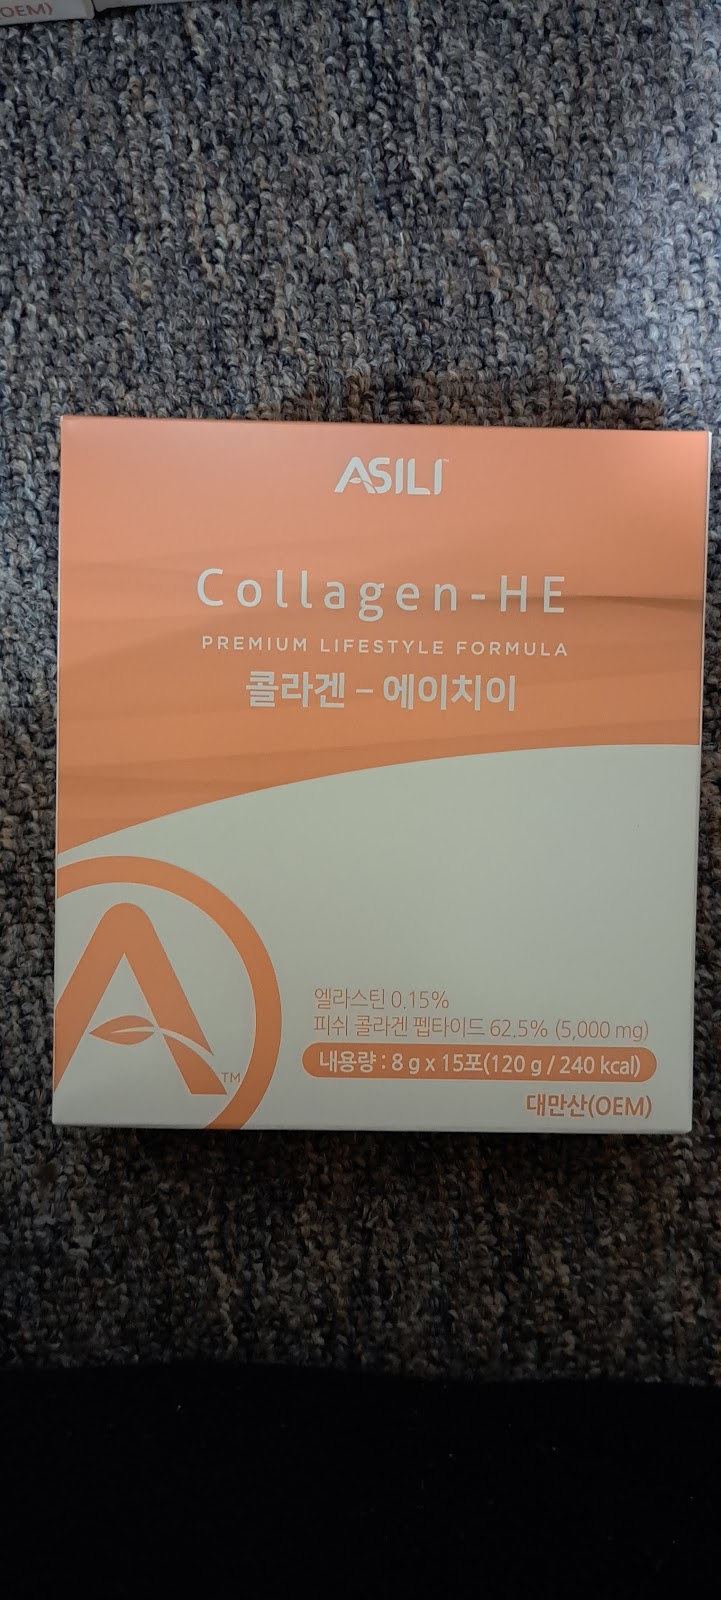 OEM)
ASILI™
Collagen-HE
PREMIUM LIFESTYLE FORMULA
콜라겐 – 에이치이
엘라스틴 0.15%
피쉬 콜라겐 펩타이드 62.5% (5,000 mg)
내용량 : 8 g x 15포(120 g / 240 kcal)
TM
대만산(OEM)